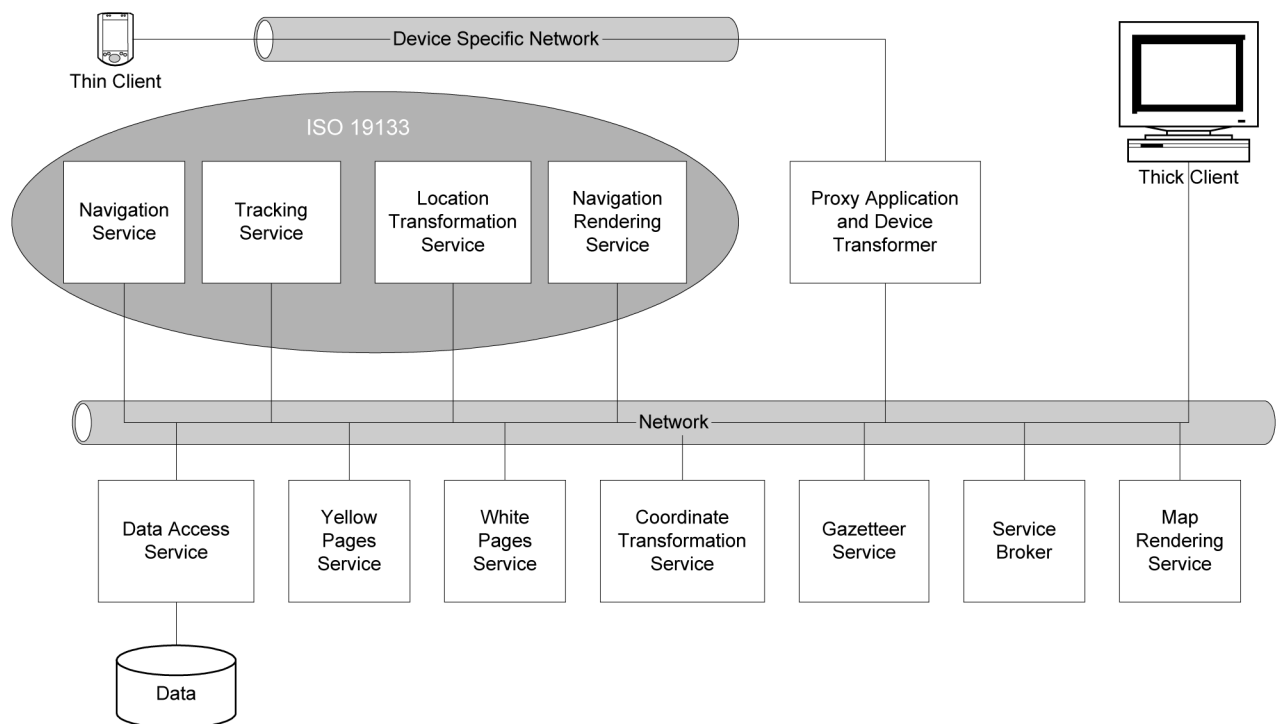 Device Specific Network
Thin Client
ISO 19133
Thick Client
Navigation
Service
Tracking
Service
Location
Transformation
Service
Navigation
Rendering
Service
Proxy Application
and Device
Transformer
Network
Data Access
Service
Yellow
Pages
Service
White
Pages
Service
Coordinate
Transformation
Service
Gazetteer
Service
Service
Broker
Map
Rendering
Service
Data